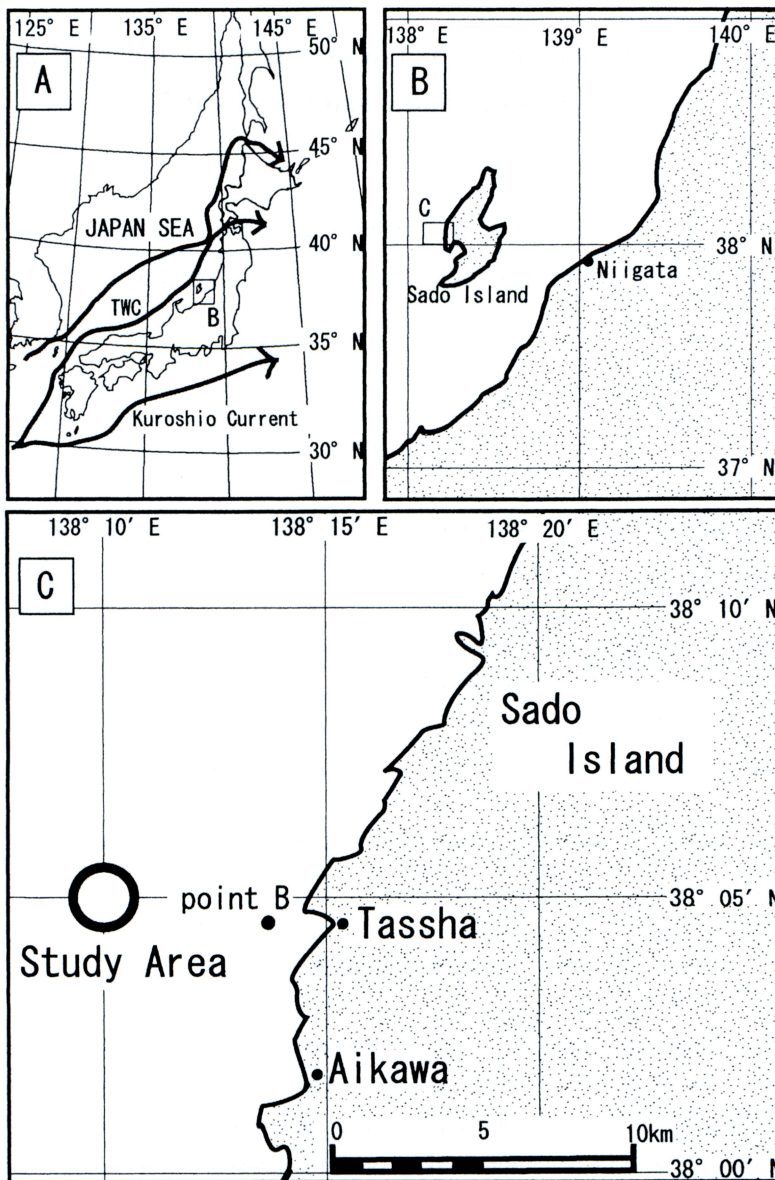 125° E 135° E 145° E
50° N
A
45° N
JAPAN SEA
40° N
TWC
B
35° N
Kuroshio Current
30° N
138° E 139° E 140° E
B
C
38° N
Niigata
Sado Island
37° N
138° 10′ E 138° 15′ E 138° 20′ E
C
38° 10′ N
Sado
Island
point B
38° 05′ N
Tassha
Study Area
Aikawa
0 5 10km
38° 00′ N